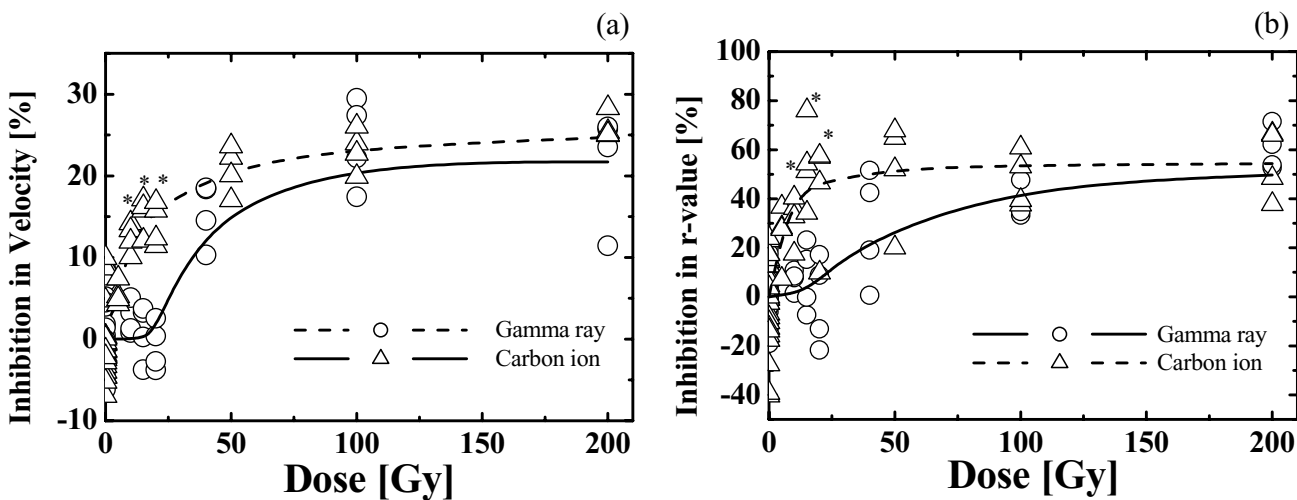 (a)
Inhibition in Velocity [%]
30
20
10
0
-10
* * *
Gamma ray
Carbon ion
0 50 100 150 200
Dose [Gy]
(b)
Inhibition in r-value [%]
100
80
60
40
20
0
-20
-40
*
*
*
Gamma ray
Carbon ion
0 50 100 150 200
Dose [Gy]